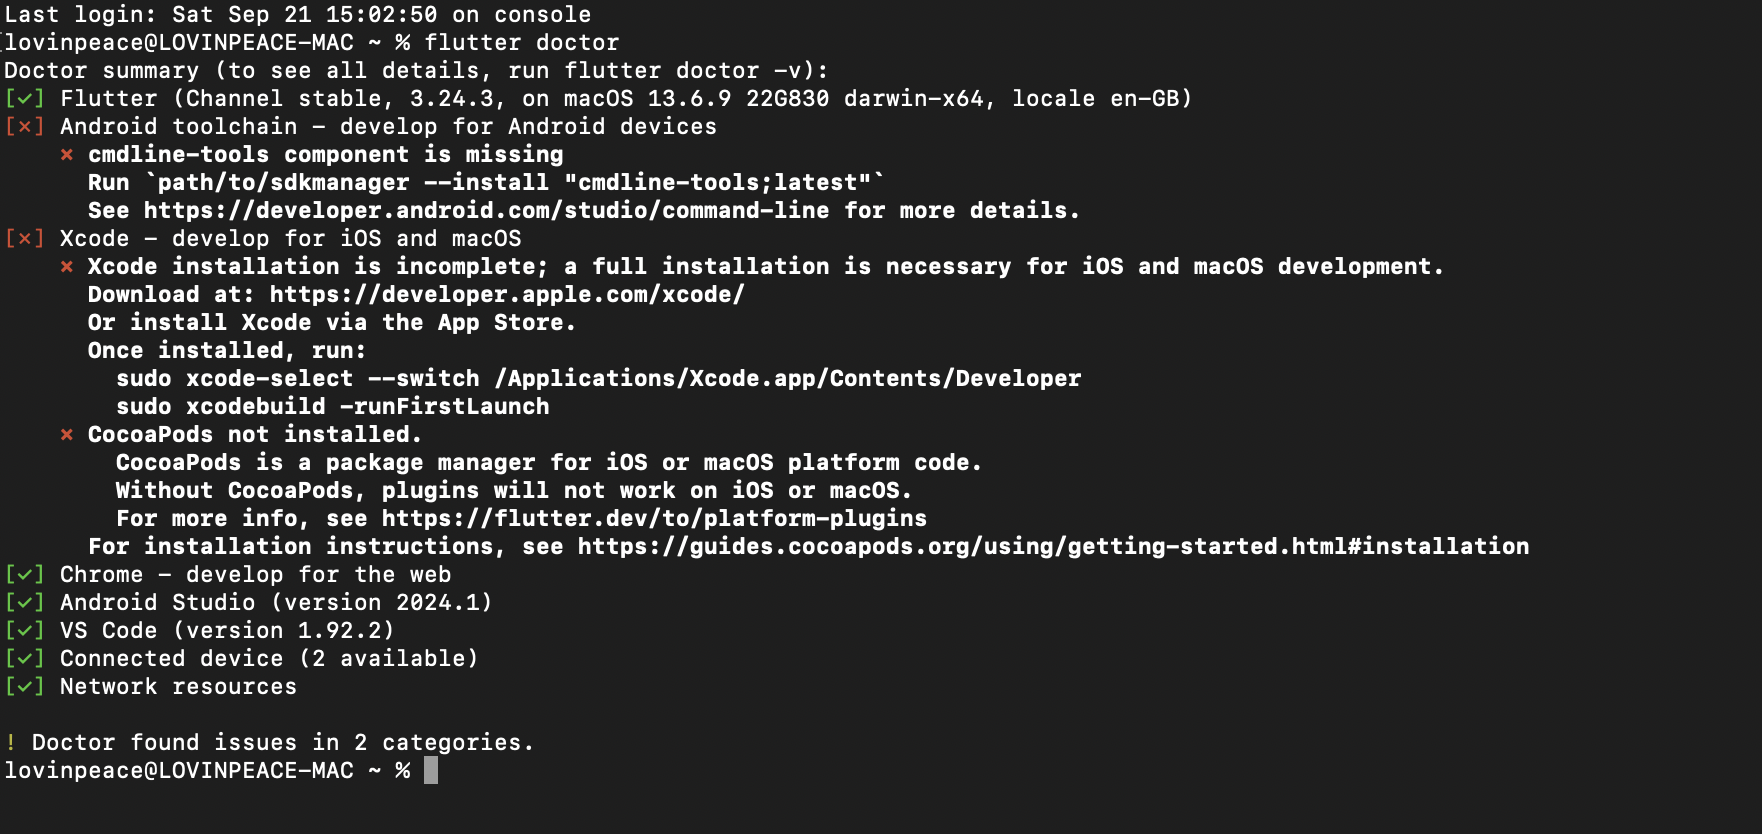 Last login: Sat Sep 21 15:02:50 on console
[lovinpeace@LOVINPEACE-MAC ~ % flutter doctor
Doctor summary (to see all details, run flutter doctor -v):
[✓] Flutter (Channel stable, 3.24.3, on macOS 13.6.9 22G830 darwin-x64, locale en-GB)
[✗] Android toolchain - develop for Android devices
✗ cmdline-tools component is missing
Run `path/to/sdkmanager --install "cmdline-tools;latest"`
See https://developer.android.com/studio/command-line for more details.
[✗] Xcode - develop for iOS and macOS
✗ Xcode installation is incomplete; a full installation is necessary for iOS and macOS development.
Download at: https://developer.apple.com/xcode/
Or install Xcode via the App Store.
Once installed, run:
sudo xcode-select --switch /Applications/Xcode.app/Contents/Developer
sudo xcodebuild -runFirstLaunch
✗ CocoaPods not installed.
CocoaPods is a package manager for iOS or macOS platform code.
Without CocoaPods, plugins will not work on iOS or macOS.
For more info, see https://flutter.dev/to/platform-plugins
For installation instructions, see https://guides.cocoapods.org/using/getting-started.html#installation
[✓] Chrome - develop for the web
[✓] Android Studio (version 2024.1)
[✓] VS Code (version 1.92.2)
[✓] Connected device (2 available)
[✓] Network resources
! Doctor found issues in 2 categories.
lovinpeace@LOVINPEACE-MAC ~ %